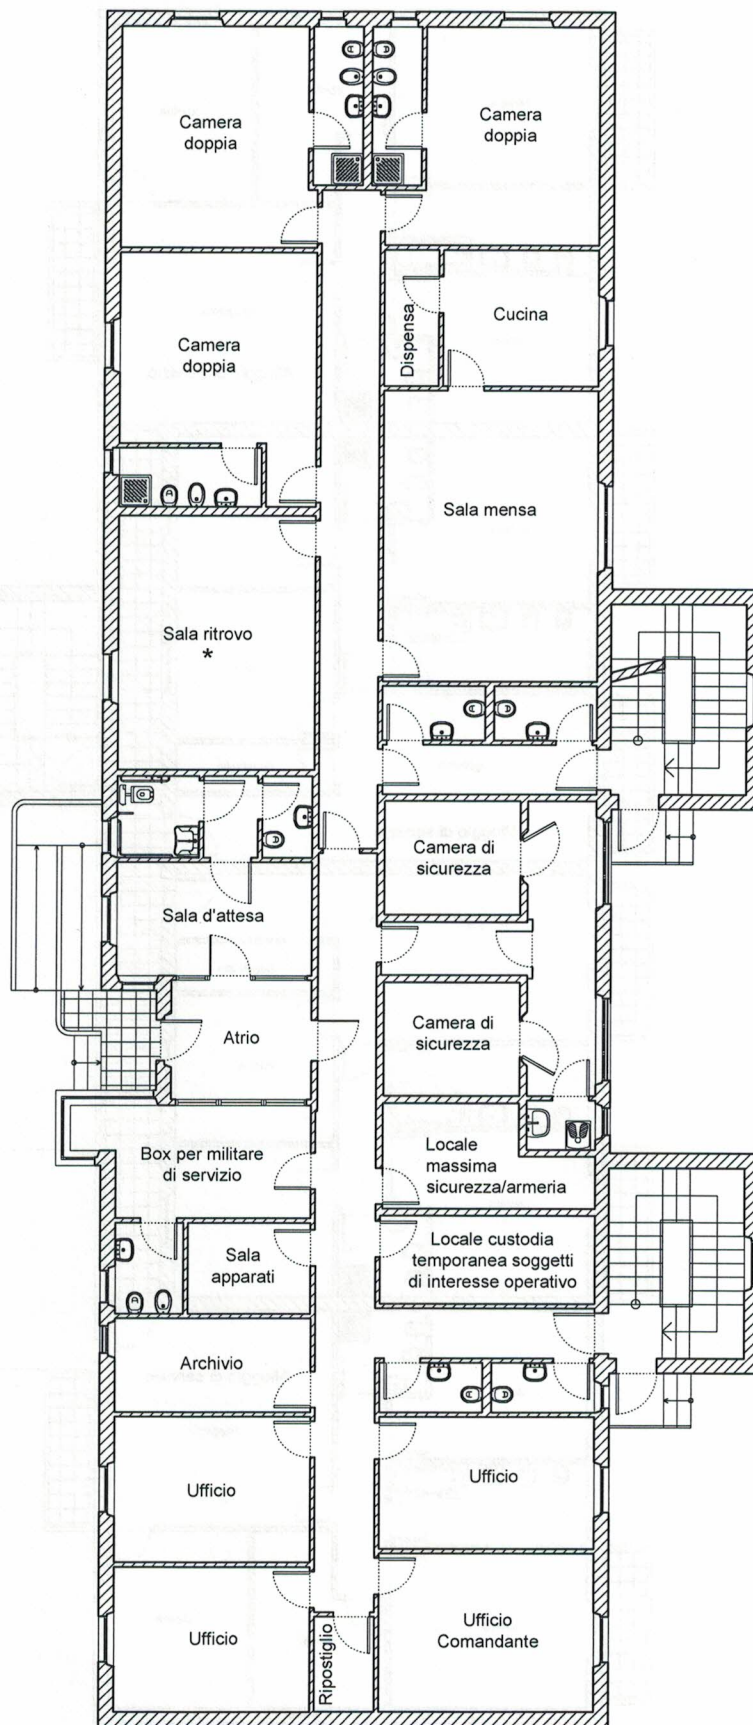 Camera
doppia
Camera
doppia
Camera
doppia
Dispensa
Cucina
Sala mensa
Sala ritrovo
*
Camera di
sicurezza
Sala d'attesa
Camera di
sicurezza
Atrio
Box per militare
di servizio
Locale
massima
sicurezza/armeria
Sala
apparati
Locale custodia
temporanea soggetti
di interesse operativo
Archivio
Ufficio
Ufficio
Ufficio
Ripostiglio
Ufficio
Comandante